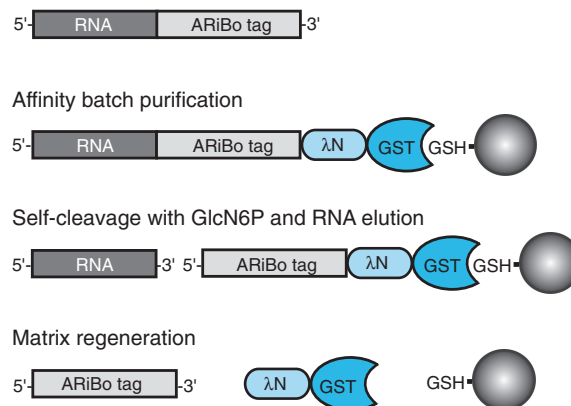 5'- RNA ARiBo tag -3'
Affinity batch purification
5'- RNA ARiBo tag λN GST GSH
Self-cleavage with GlcN6P and RNA elution
5'- RNA -3' 5'- ARiBo tag λN GST GSH
Matrix regeneration
5'- ARiBo tag -3' λN GST GSH